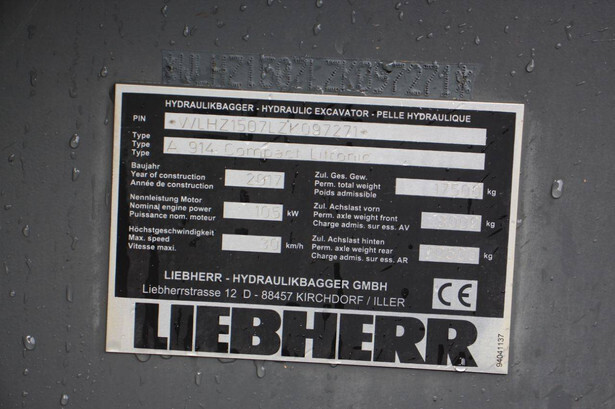 HYDRAULIKBAGGER - HYDRAULIC EXCAVATOR - PELLE HYDRAULIQUE
PIN
*WLHZ1507LZK097271*
Type
Type A 914 Compact
Type
Baujahr
Year of construction 2017
Année de construction
Nennleistung Motor
Nominal engine power 105 kW
Puissance nom. moteur
Höchstgeschwindigkeit
Max. speed 30 km/h
Vitesse maxi.
Zul. Ges. Gew.
Perm. total weight kg
Poids admissible
Zul. Achslast vorn
Perm. axle weight front kg
Charge admis. sur ess. AV
Zul. Achslast hinten
Perm. axle weight rear kg
Charge admis. sur ess. AR
LIEBHERR - HYDRAULIKBAGGER GMBH
Liebherrstrasse 12 D - 88457 KIRCHDORF / ILLER
CE
LIEBHERR
94041137